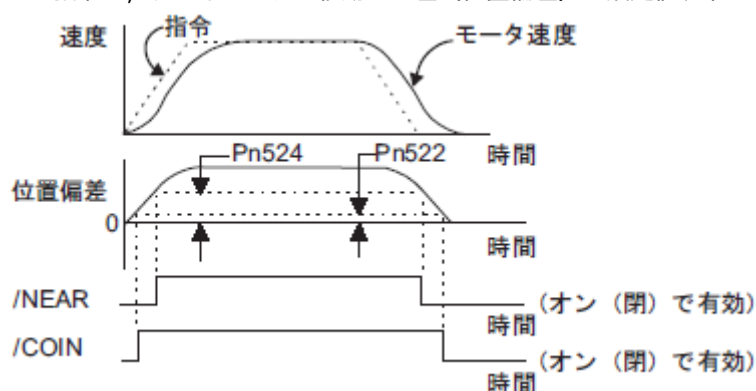 速度
指令
モータ速度
時間
Pn524
Pn522
位置偏差
0
時間
/NEAR
(オン（閉）で有効)
時間
/COIN
(オン（閉）で有効)
時間